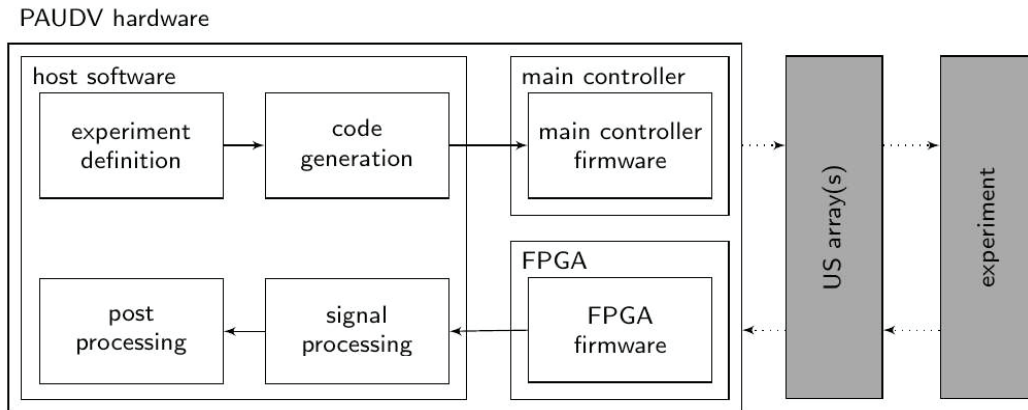 PAUDV hardware
host software
experiment
definition
code
generation
main controller
main controller
firmware
post
processing
signal
processing
FPGA
FPGA
firmware
US array(s)
experiment